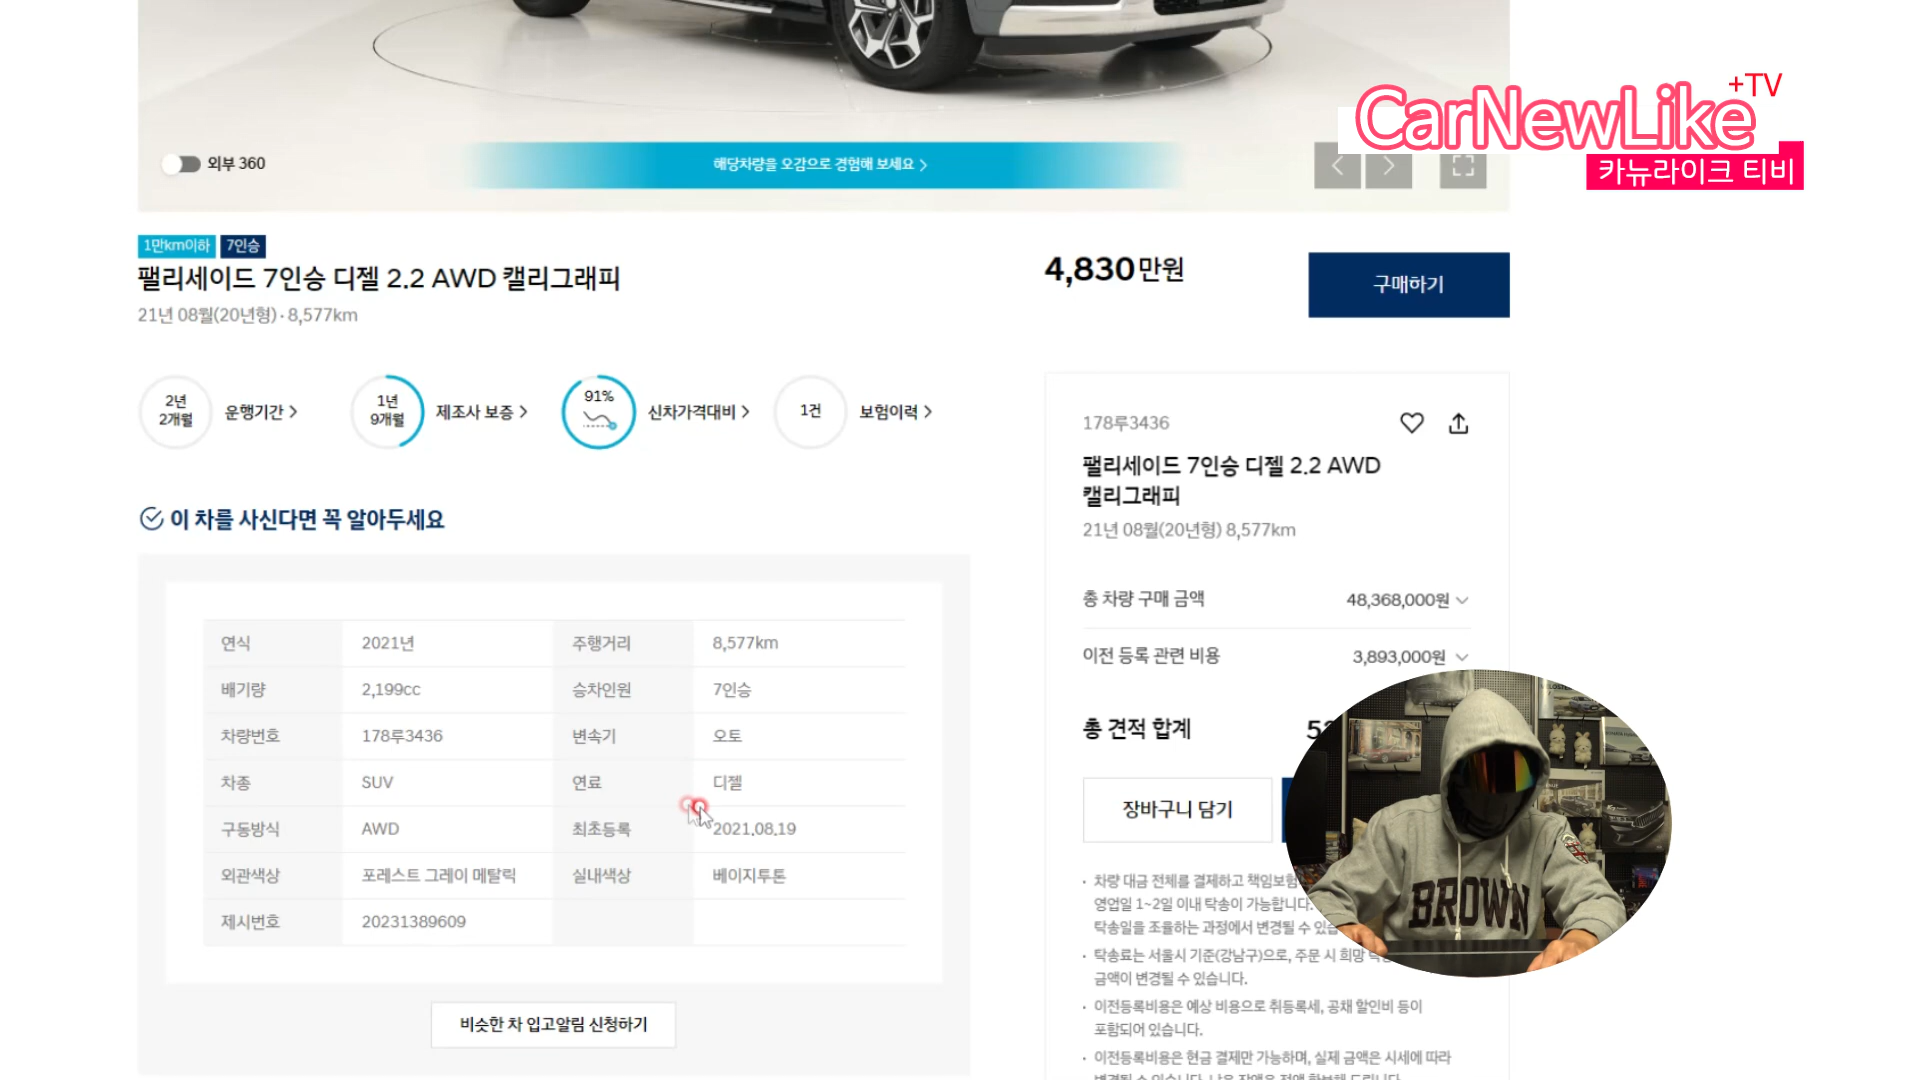 +TV
CarNewLike
카뉴라이크 티비
외부 360
해당차량을 오감으로 경험해 보세요 >
1만km이하 7인승
팰리세이드 7인승 디젤 2.2 AWD 캘리그래피
21년 08월(20년형) · 8,577km
4,830만원
구매하기
2년
2개월
운행기간 >
1년
9개월
제조사 보증 >
91%
신차가격대비 >
1건
보험이력 >
이 차를 사신다면 꼭 알아두세요
연식 2021년 주행거리 8,577km
배기량 2,199cc 승차인원 7인승
차량번호 178루3436 변속기 오토
차종 SUV 연료 디젤
구동방식 AWD 최초등록 2021.08.19
외관색상 포레스트 그레이 메탈릭 실내색상 베이지투톤
제시번호 20231389609
비슷한 차 입고알림 신청하기
178루3436
팰리세이드 7인승 디젤 2.2 AWD
캘리그래피
21년 08월(20년형) 8,577km
총 차량 구매 금액 48,368,000원
이전 등록 관련 비용 3,893,000원
총 견적 합계
장바구니 담기
· 차량 대금 전체를 결제하고 책임보험
영업일 1~2일 이내 탁송이 가능합니다.
탁송일을 조율하는 과정에서 변경될 수
· 탁송료는 서울시 기준(강남구)으로, 주문 시 희망
금액이 변경될 수 있습니다.
· 이전등록비용은 예상 비용으로 취등록세, 공채 할인비 등이
포함되어 있습니다.
· 이전등록비용은 현금 결제만 가능하며, 실제 금액은 시세에 따라
BROWN